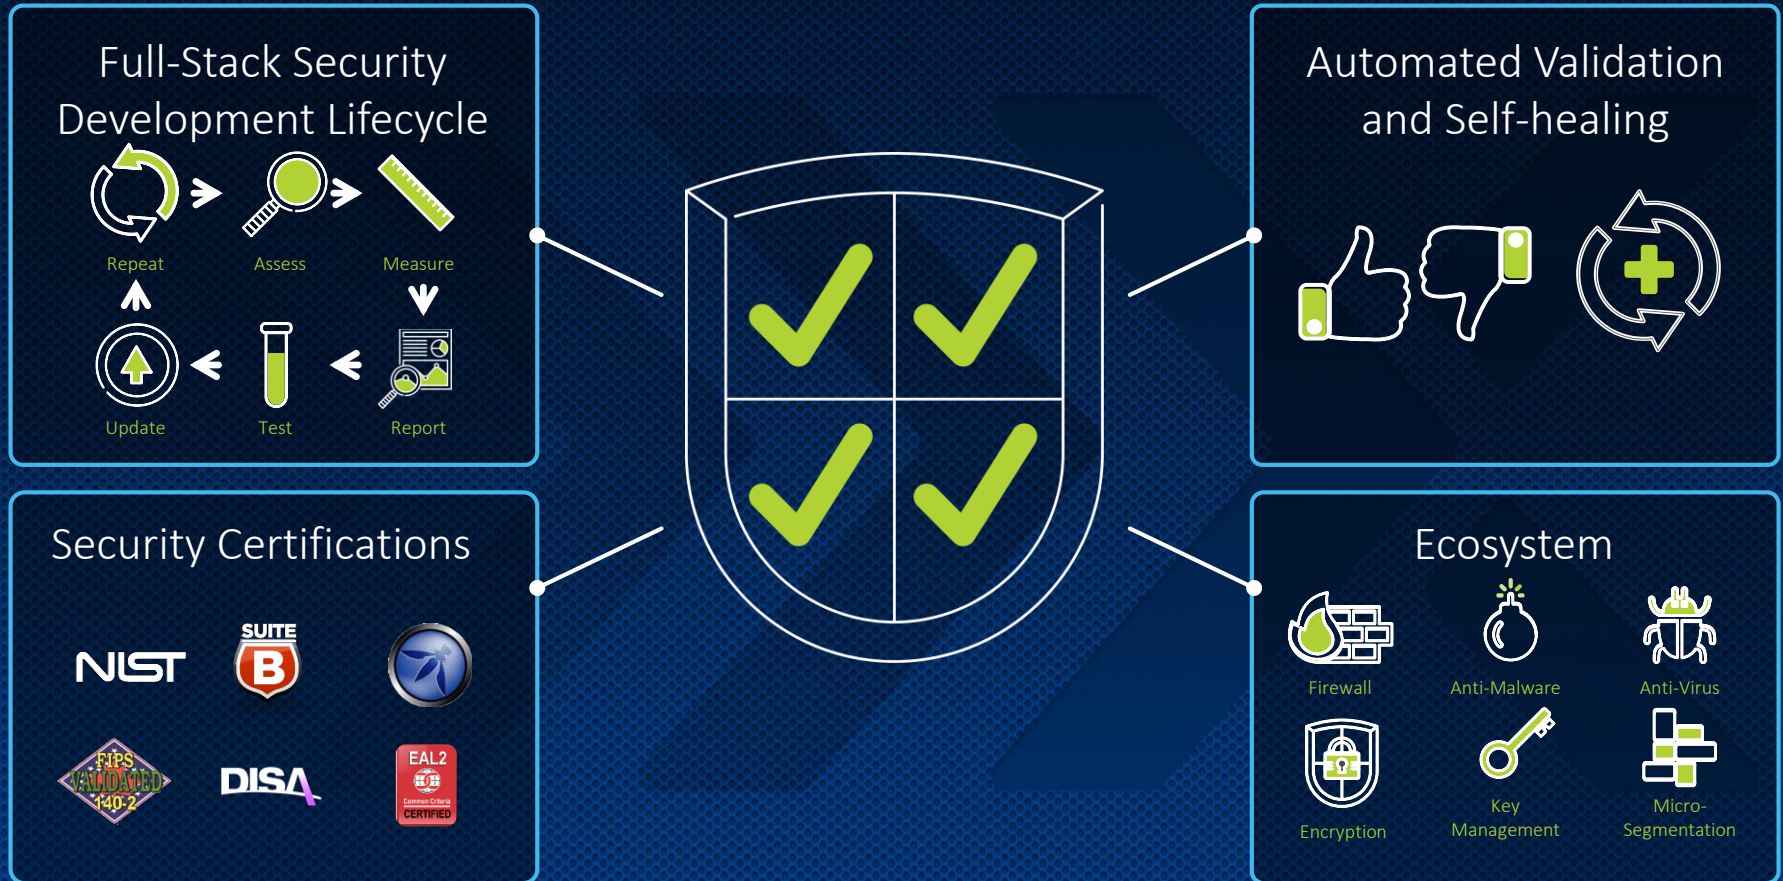 Full-Stack Security
Development Lifecycle
Repeat
Assess
Measure
Update
Test
Report
Automated Validation
and Self-healing
Security Certifications
NIST
SUITE
B
FIPS
VALIDATED
140-2
DISA
EAL2
Common Criteria
CERTIFIED
Ecosystem
Firewall
Anti-Malware
Anti-Virus
Encryption
Key
Management
Micro-
Segmentation